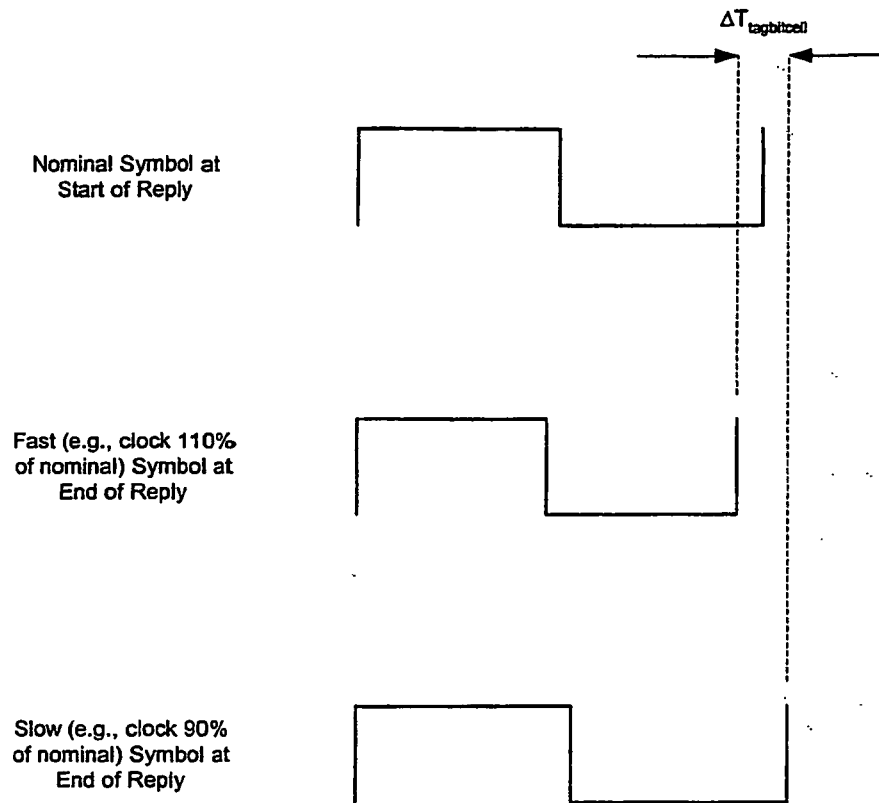 ΔTtagbitcell
Nominal Symbol at
Start of Reply
Fast (e.g., clock 110%
of nominal) Symbol at
End of Reply
Slow (e.g., clock 90%
of nominal) Symbol at
End of Reply